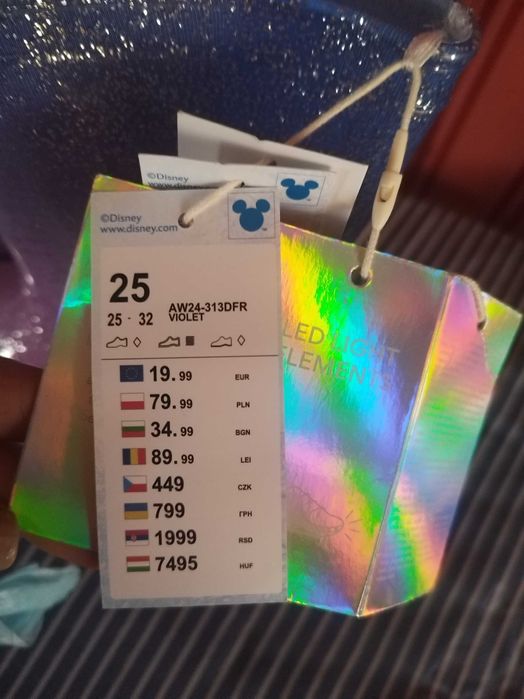 ©Disney
©Disney
www.disney.com
25
25 - 32
AW24-313DFR
VIOLET
19.99 EUR
79.99 PLN
34.99 BGN
89.99 LEI
449 CZK
799 ГРН
1999 RSD
7495 HUF
LED LIGHT
ELEMENTS